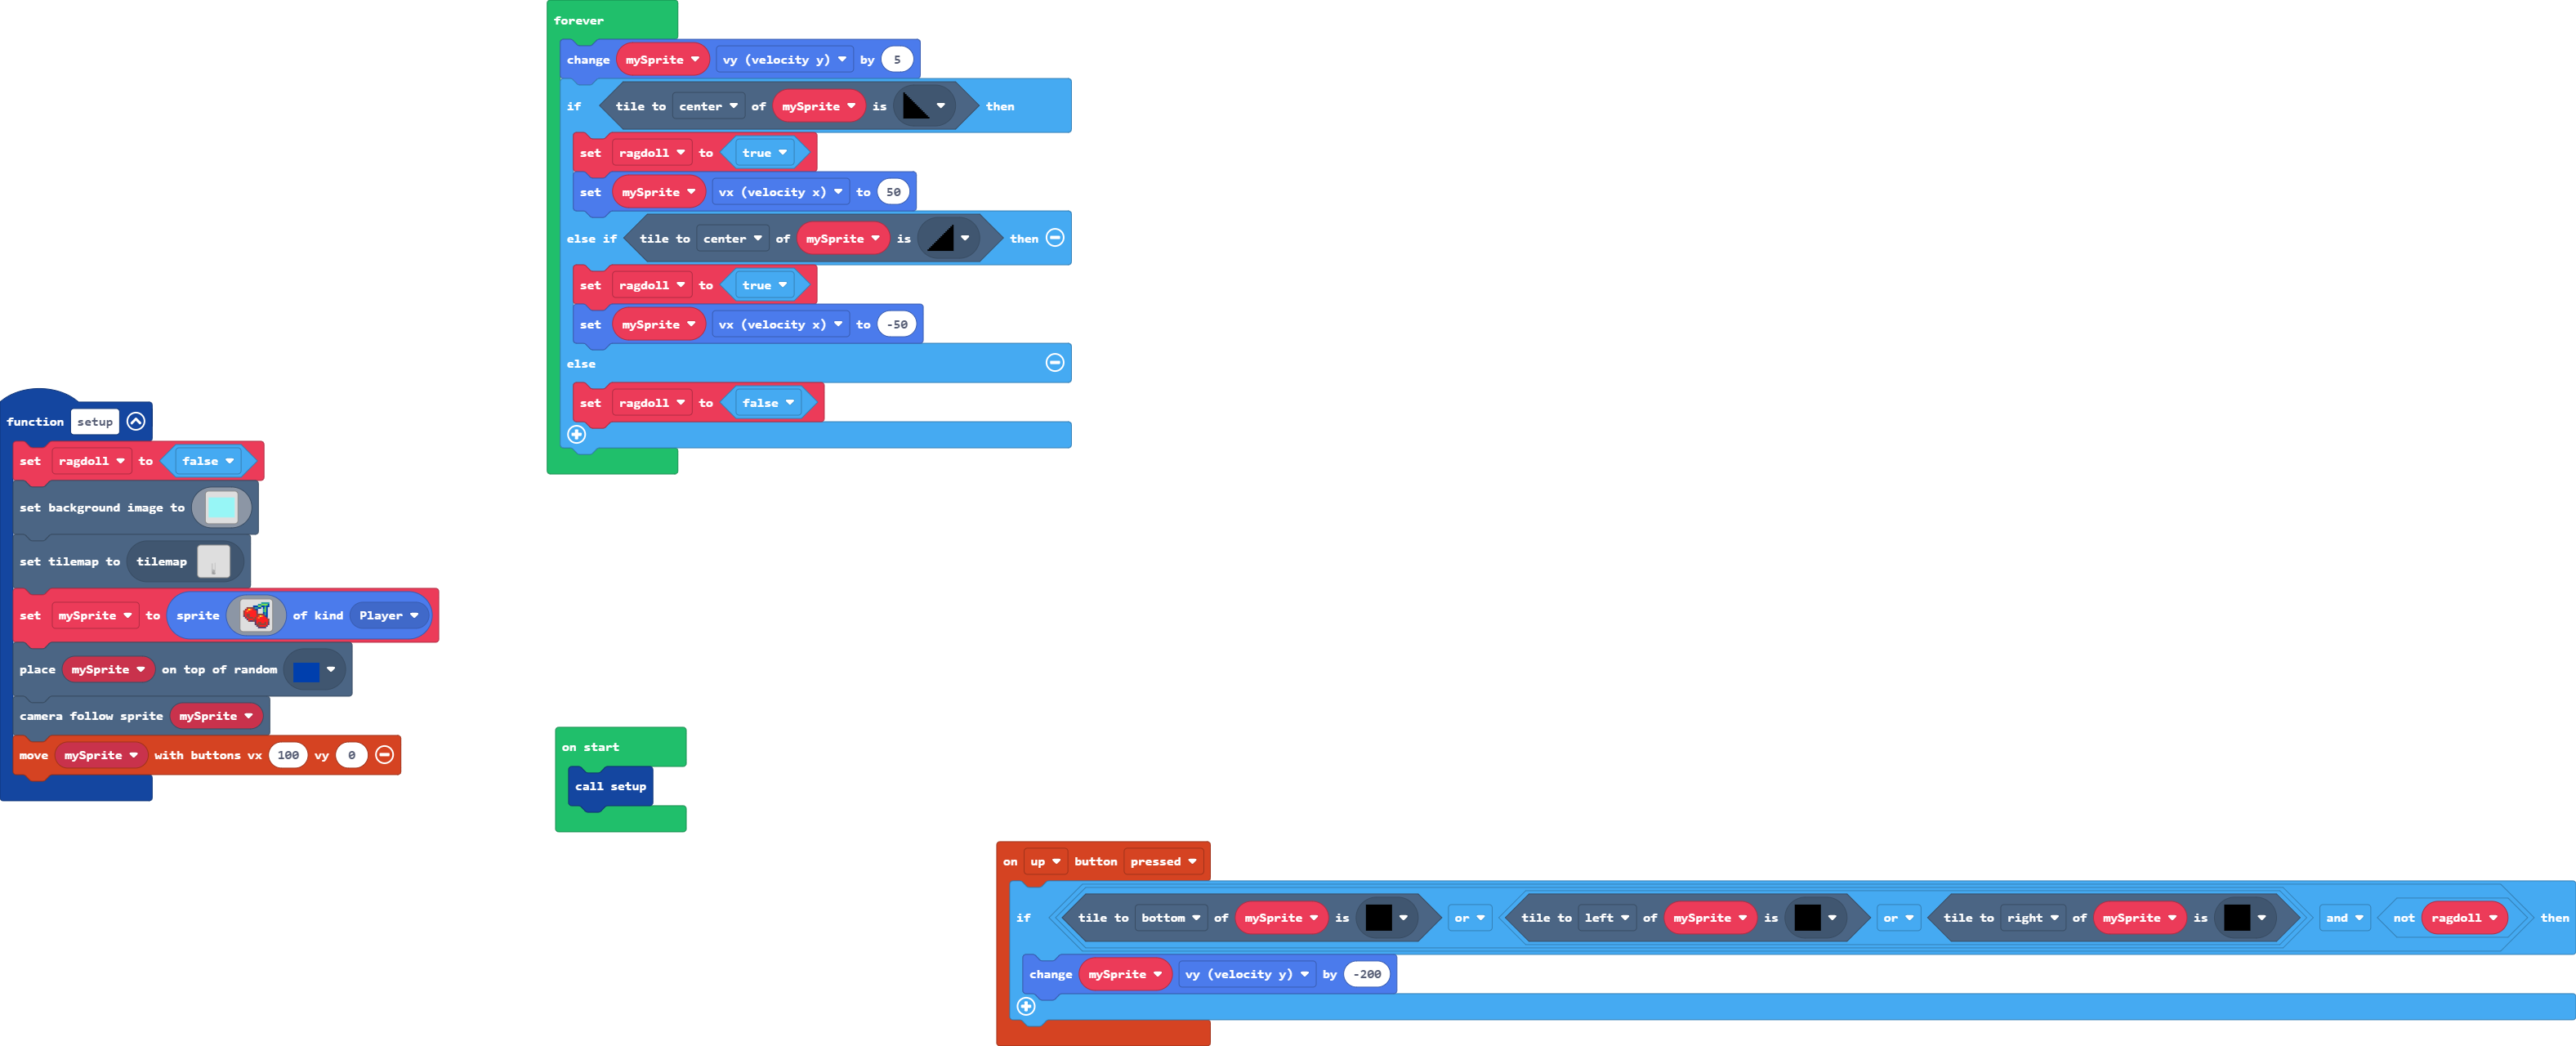 forever
change mySprite vy (velocity y) by 5
if tile to center of mySprite is then
set ragdoll to true
set mySprite vx (velocity x) to 50
else if tile to center of mySprite is then
set ragdoll to true
set mySprite vx (velocity x) to -50
else
set ragdoll to false
function setup
set ragdoll to false
set background image to
set tilemap to tilemap
set mySprite to sprite of kind Player
place mySprite on top of random
camera follow sprite mySprite
move mySprite with buttons vx 100 vy 0
on start
call setup
on up button pressed
if tile to bottom of mySprite is or tile to left of mySprite is or tile to right of mySprite is and not ragdoll then
change mySprite vy (velocity y) by -200